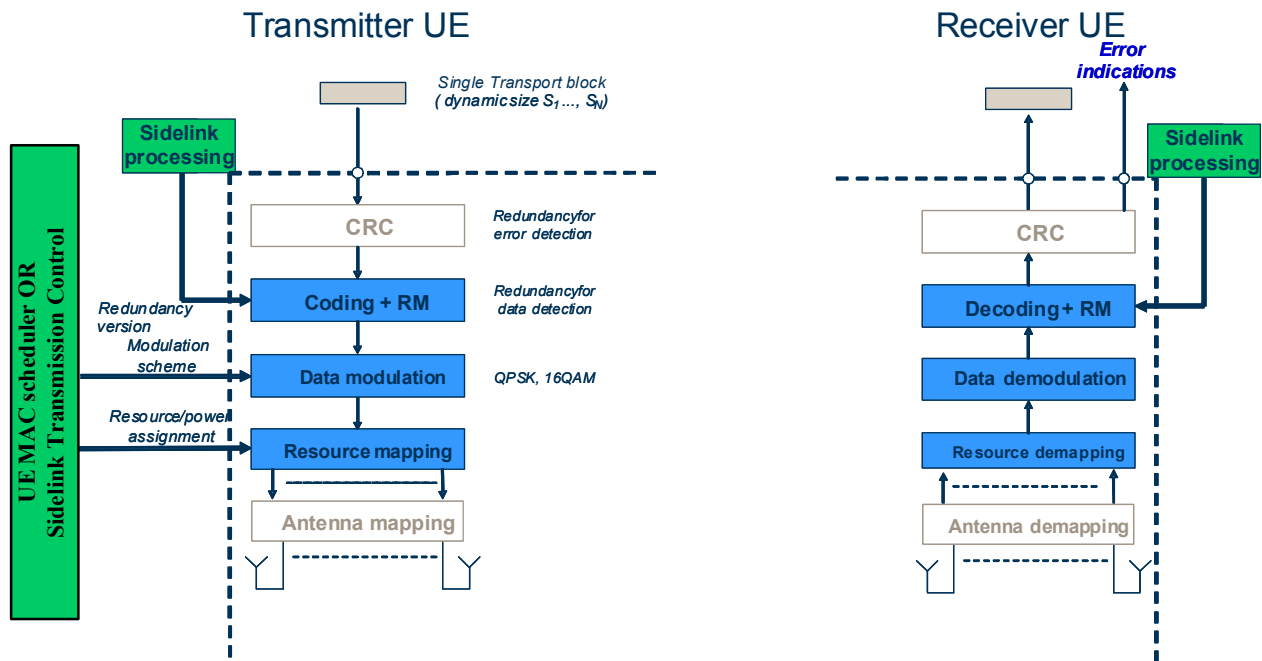 Transmitter UE
Receiver UE
Single Transport block
( dynamic size S1..., SN)
Error
indications
Sidelink
processing
Sidelink
processing
UE MAC scheduler OR
Sidelink Transmission Control
CRC
Redundancyfor
error detection
Coding + RM
Redundancyfor
data detection
Redundancy
version
Modulation
scheme
Data modulation
QPSK, 16QAM
Resource/power
assignment
Resource mapping
Antenna mapping
CRC
Decoding + RM
Data demodulation
Resource demapping
Antenna demapping